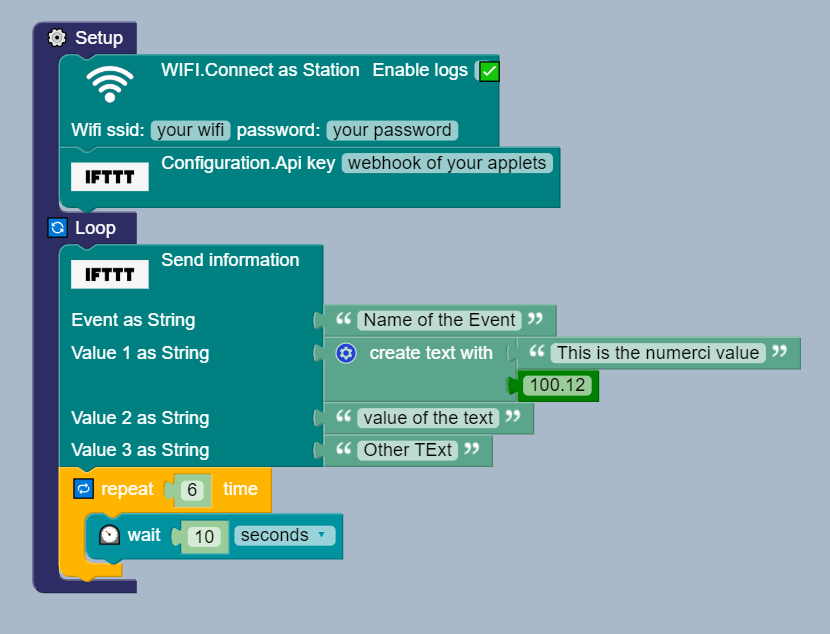 Setup
WIFI.Connect as Station Enable logs
Wifi ssid: your wifi password: your password
Configuration.Api key webhook of your applets
IFTTT
Loop
Send information
IFTTT
Event as String “ Name of the Event ”
Value 1 as String create text with “ This is the numerci value ”
100.12
Value 2 as String “ value of the text ”
Value 3 as String “ Other TExt ”
repeat 6 time
wait 10 seconds